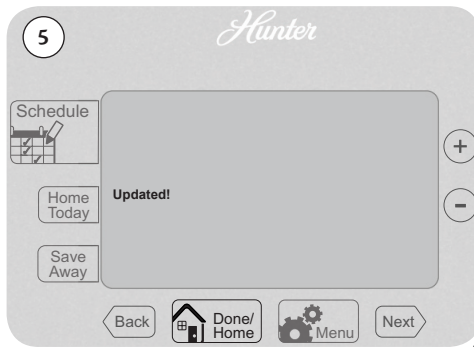 5
Hunter
Schedule
Updated!
+
Home
Today
-
Save
Away
Back
Done/
Home
Menu
Next